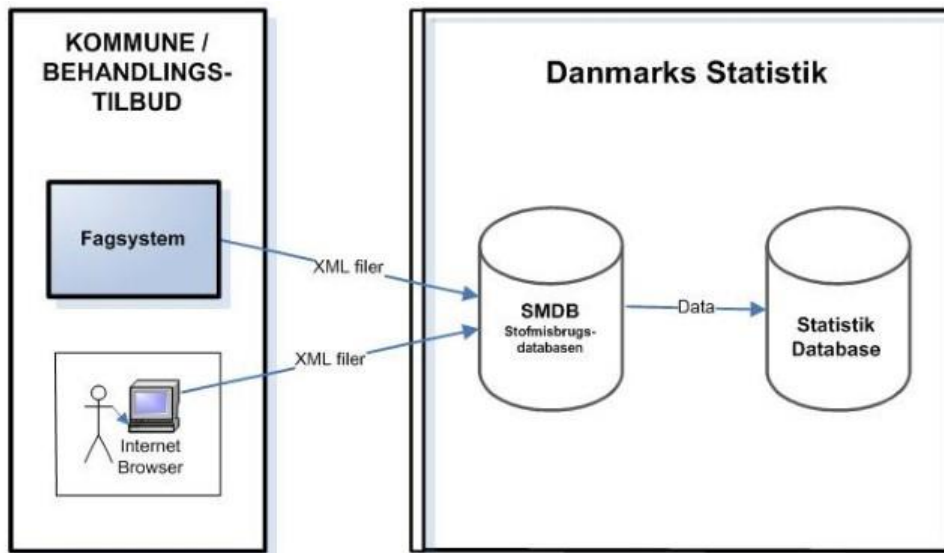 KOMMUNE /
BEHANDLINGS-
TILBUD
Fagsystem
Internet
Browser
XML filer
XML filer
Danmarks Statistik
SMDB
Stofmisbrugs-
databasen
Data
Statistik
Database